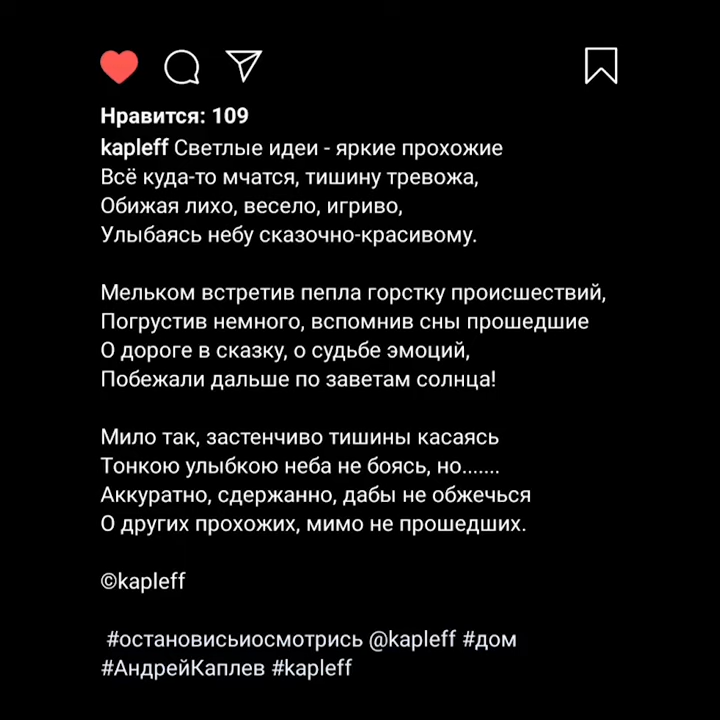 Нравится: 109
kapleff Светлые идеи - яркие прохожие
Всё куда-то мчатся, тишину тревожа,
Обижая лихо, весело, игриво,
Улыбаясь небу сказочно-красивому.
Мельком встретив пепла горстку происшествий,
Погрустив немного, вспомнив сны прошедшие
О дороге в сказку, о судьбе эмоций,
Побежали дальше по заветам солнца!
Мило так, застенчиво тишины касаясь
Тонкою улыбкою неба не боясь, но.......
Аккуратно, сдержанно, дабы не обжечься
О других прохожих, мимо не прошедших.
©kapleff
#остановисьиосмотрись @kapleff #дом
#АндрейКаплев #kapleff